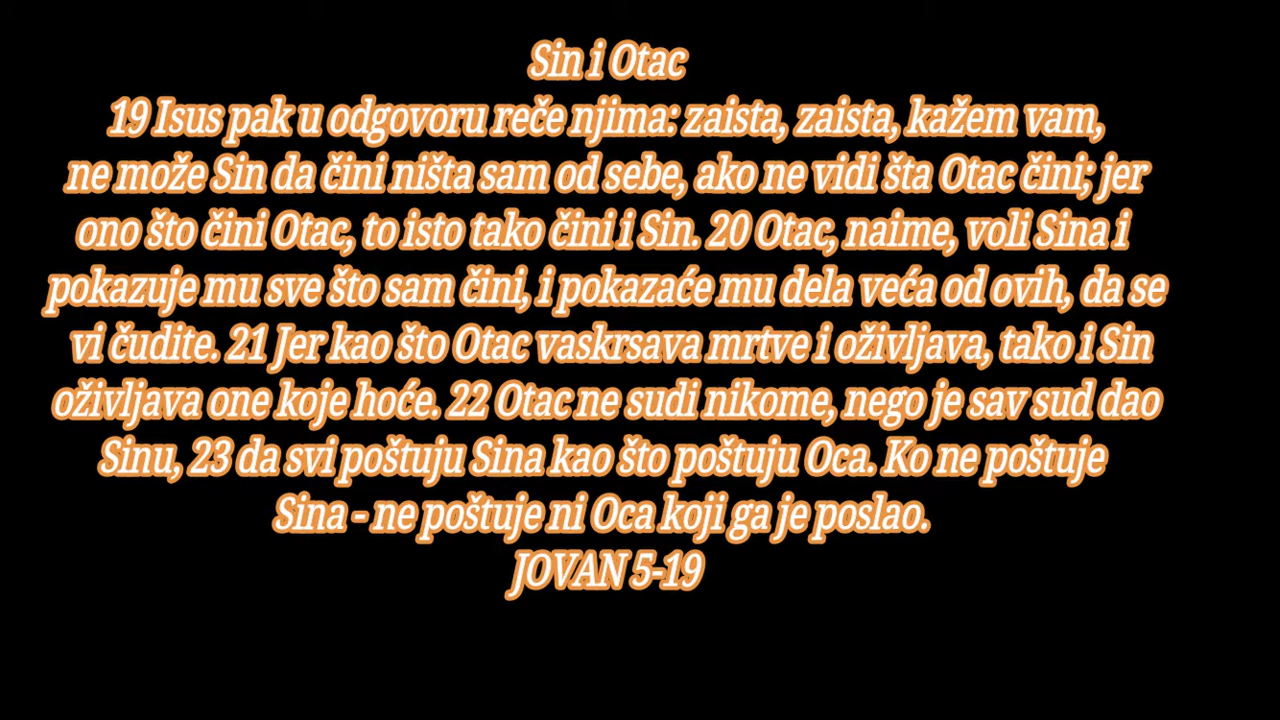 Sin i Otac
19 Isus pak u odgovoru reče njima: zaista, zaista, kažem vam,
ne može Sin da čini ništa sam od sebe, ako ne vidi šta Otac čini; jer
ono što čini Otac, to isto tako čini i Sin. 20 Otac, naime, voli Sina i
pokazuje mu sve što sam čini, i pokazaće mu dela veća od ovih, da se
vi čudite. 21 Jer kao što Otac vaskrsava mrtve i oživljava, tako i Sin
oživljava one koje hoće. 22 Otac ne sudi nikome, nego je sav sud dao
Sinu, 23 da svi poštuju Sina kao što poštuju Oca. Ko ne poštuje
Sina - ne poštuje ni Oca koji ga je poslao.
JOVAN 5-19